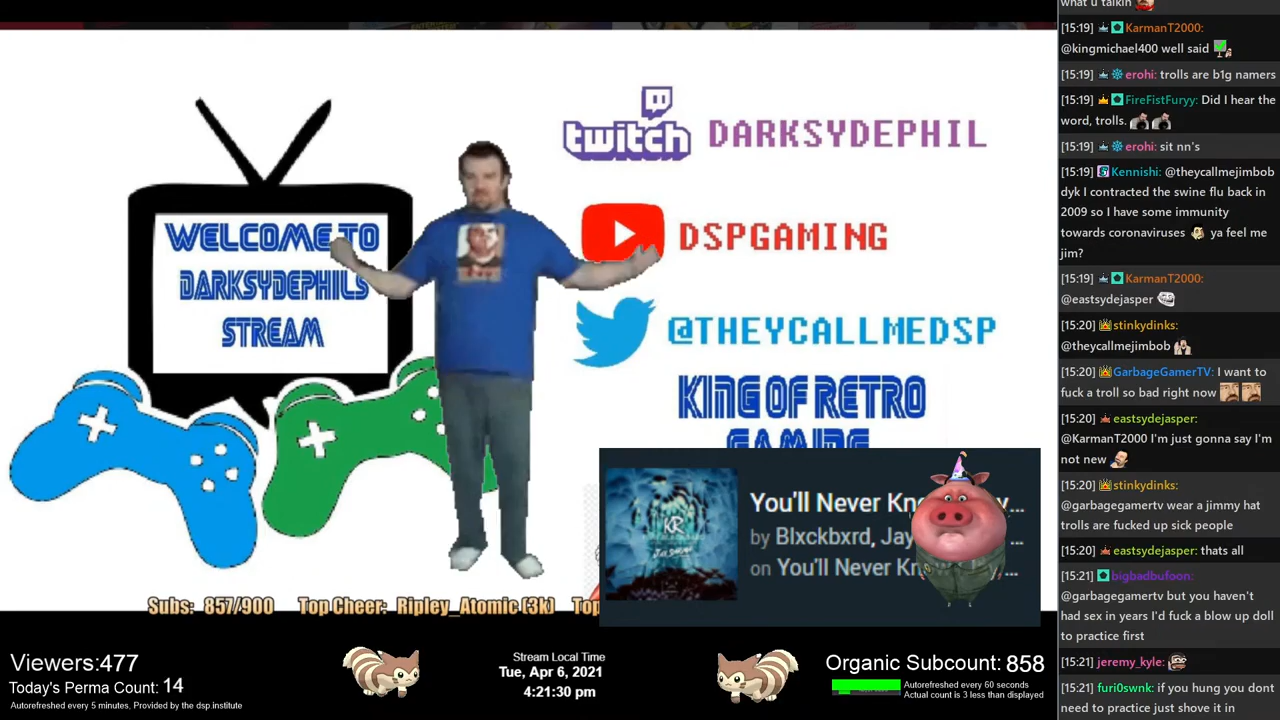 twitch DARKSYDEPHIL
WELCOME TO
DARKSYDEPHILS
STREAM
DSPGAMING
@THEYCALLMEDSP
KING OF RETRO
GAMING
KR
You'll Never
by Blxckbxrd, Jay
on You'll Never
Subs: 857/900 Top Cheer: Ripley_Atomic (3k) Top
Viewers:477
Today's Perma Count: 14
Autorefreshed every 5 minutes, Provided by the dsp.institute
Stream Local Time
Tue, Apr 6, 2021
4:21:30 pm
Organic Subcount: 858
Autorefreshed every 60 seconds
Actual count is 3 less than displayed
what u talkin
[15:19] KarmanT2000:
@kingmichael400 well said
[15:19] erohi: trolls are b1g namers
[15:19] FireFistFuryy: Did I hear the
word, trolls.
[15:19] erohi: sit nn's
[15:19] Kennishi: @theycallmejimbob
dyk I contracted the swine flu back in
2009 so I have some immunity
towards coronaviruses ya feel me
jim?
[15:19] KarmanT2000:
@eastsydejasper
[15:20] stinkydinks:
@theycallmejimbob
[15:20] GarbageGamerTV: I want to
fuck a troll so bad right now
[15:20] eastsydejasper:
@KarmanT2000 I'm just gonna say I'm
not new
[15:20] stinkydinks:
@garbagegamertv wear a jimmy hat
trolls are fucked up sick people
[15:20] eastsydejasper: thats all
[15:21] bigbadbufoon:
@garbagegamertv but you haven't
had sex in years I'd fuck a blow up doll
to practice first
[15:21] jeremy_kyle:
[15:21] furi0swnk: if you hung you dont
need to practice just shove it in